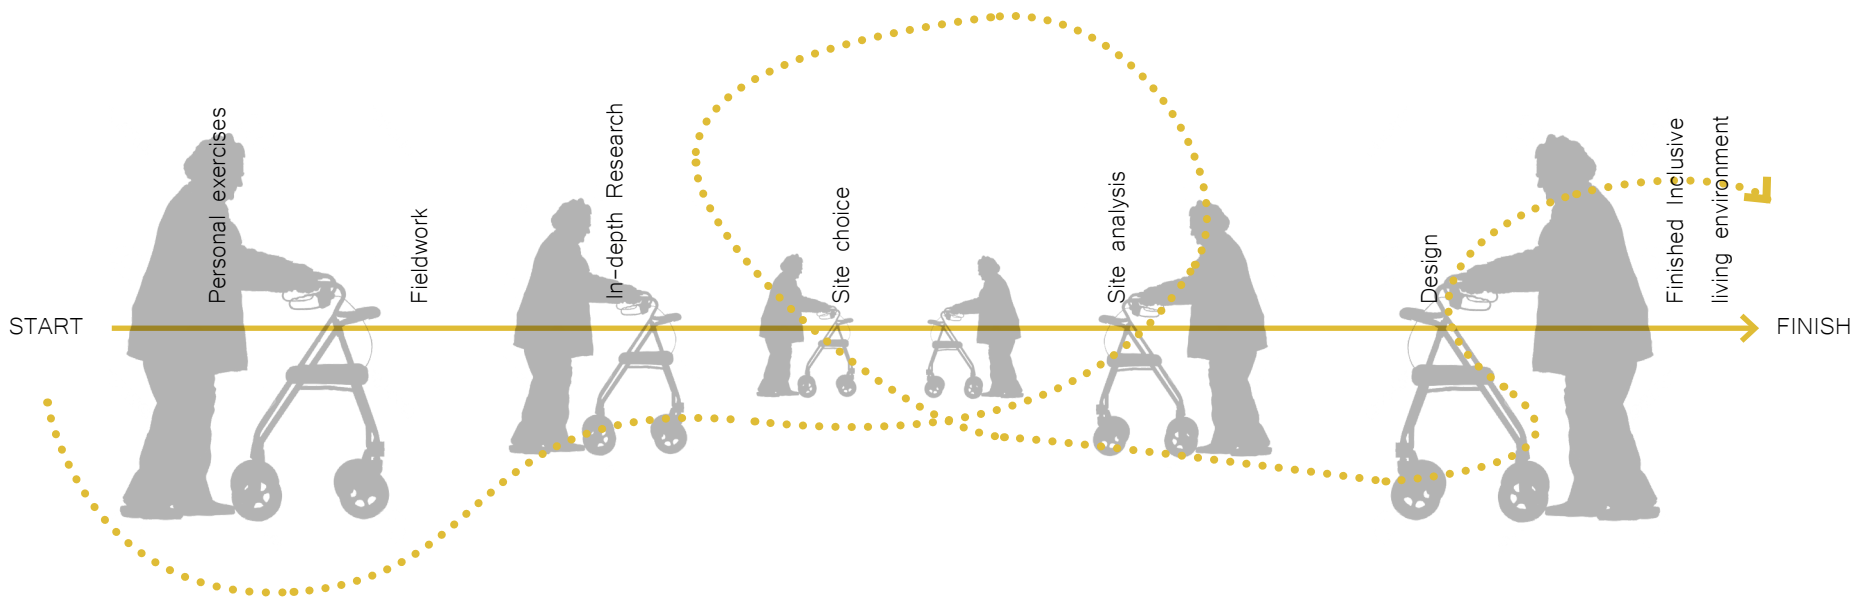 START
Personal exercises
Fieldwork
In-depth Research
Site choice
Site analysis
Design
Finished Inclusive
living environment
FINISH